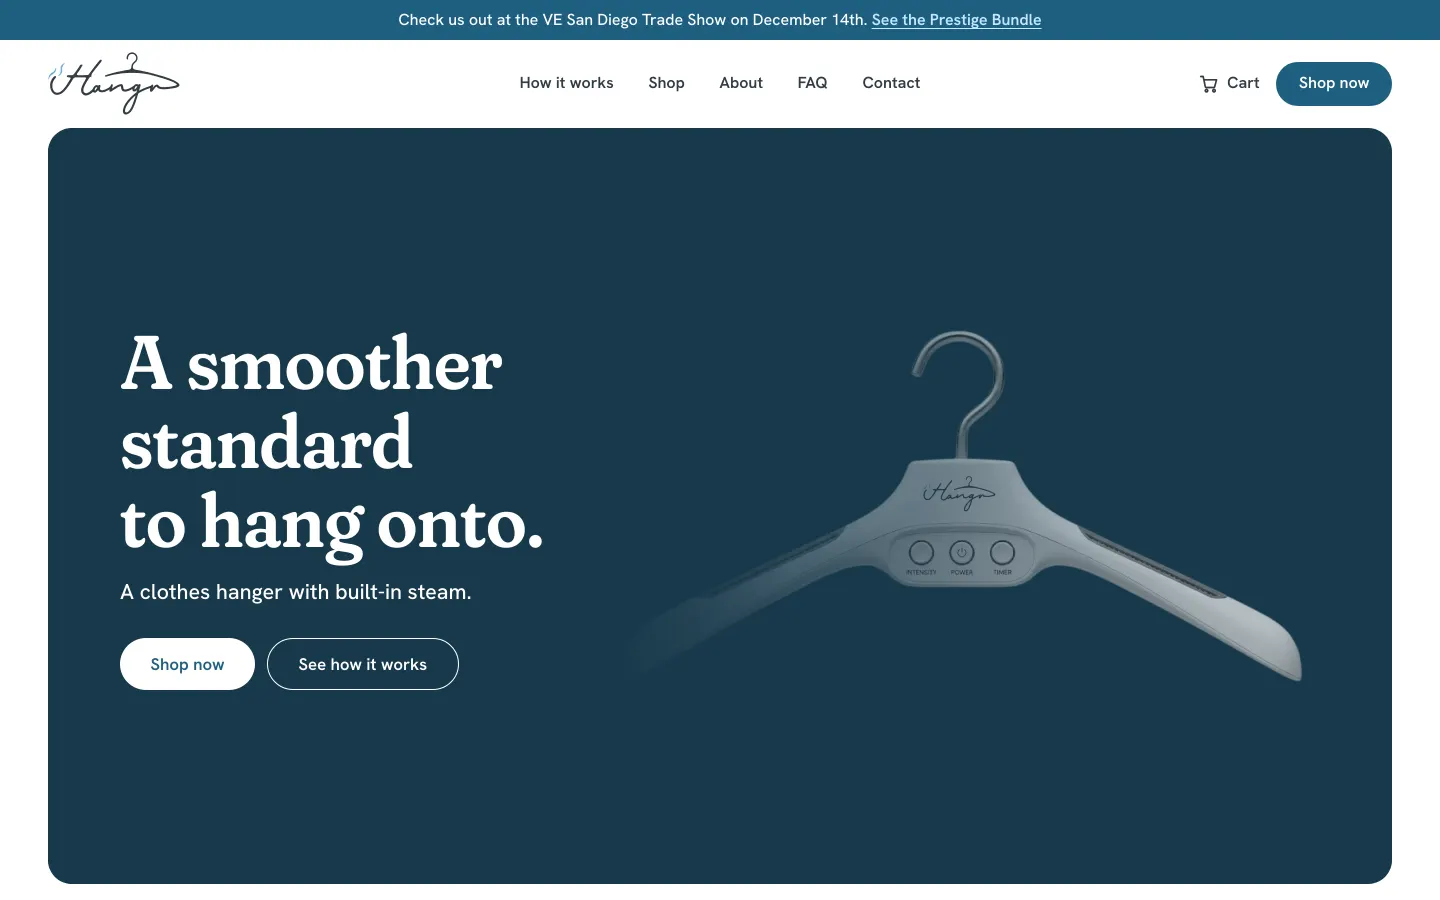 Check us out at the VE San Diego Trade Show on December 14th. See the Prestige Bundle
Hangr
How it works
Shop
About
FAQ
Contact
Cart
Shop now
A smoother
standard
to hang onto.
A clothes hanger with built-in steam.
Shop now
See how it works
Hangr
INTENSITY
POWER
TIMER